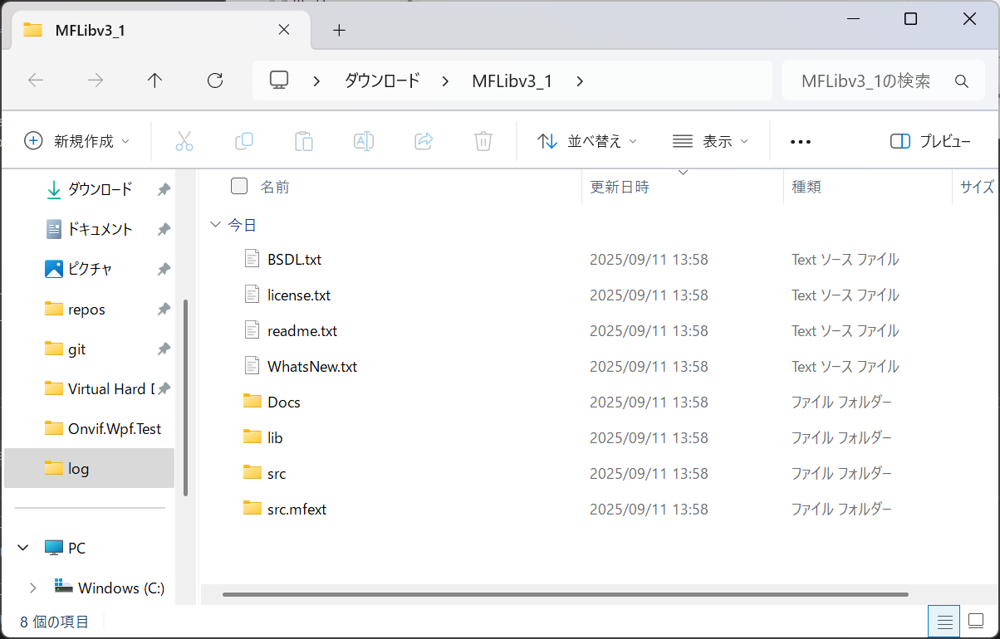 MFLibv3_1
ダウンロード MFLibv3_1 MFLibv3_1の検索
新規作成 並べ替え 表示 プレビュー
ダウンロード
ドキュメント
ピクチャ
repos
git
Virtual Hard D
Onvif.Wpf.Test
log
PC
Windows (C:)
名前 更新日時 種類 サイズ
今日
BSDL.txt 2025/09/11 13:58 Text ソース ファイル
license.txt 2025/09/11 13:58 Text ソース ファイル
readme.txt 2025/09/11 13:58 Text ソース ファイル
WhatsNew.txt 2025/09/11 13:58 Text ソース ファイル
Docs 2025/09/11 13:58 ファイル フォルダー
lib 2025/09/11 13:58 ファイル フォルダー
src 2025/09/11 13:58 ファイル フォルダー
src.mfext 2025/09/11 13:58 ファイル フォルダー
8 個の項目